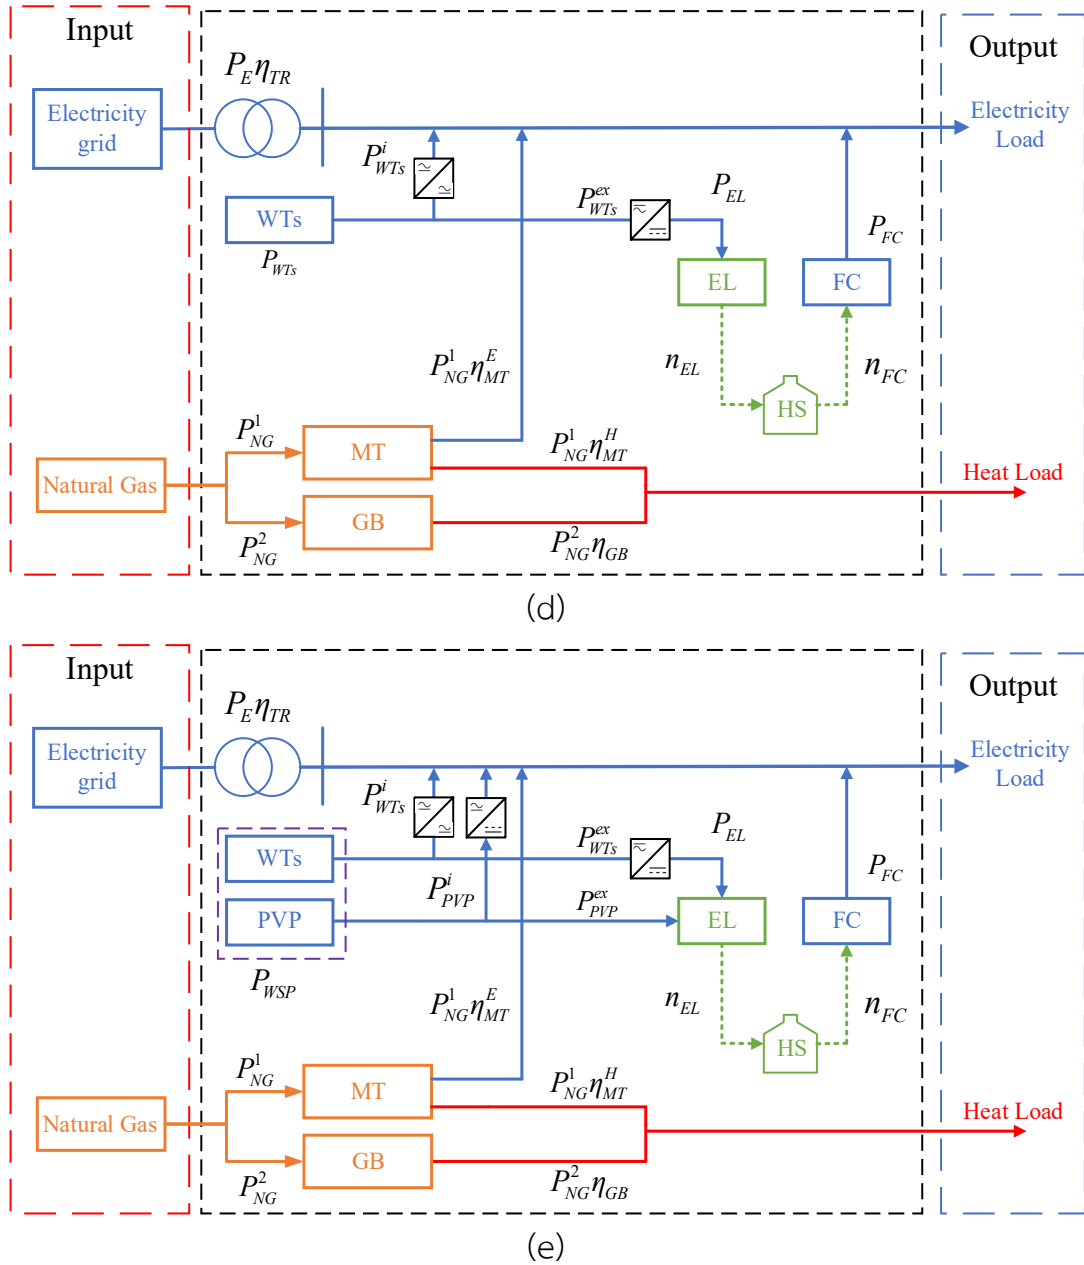 Input
Output
P_E η_TR
Electricity
grid
Electricity
Load
P^i_WTs
WTs
P_WTs
P^ex_WTs
P_EL
P_FC
EL
FC
P^1_NG η^E_MT
n_EL
n_FC
HS
P^1_NG
MT
P^1_NG η^H_MT
Heat Load
Natural Gas
GB
P^2_NG
P^2_NG η_GB
(d)
Input
Output
P_E η_TR
Electricity
grid
Electricity
Load
P^i_WTs
WTs
P^ex_WTs
P_EL
P_FC
P^i_PVP
P^ex_PVP
PVP
EL
FC
P_WSP
P^1_NG η^E_MT
n_EL
n_FC
HS
P^1_NG
MT
P^1_NG η^H_MT
Heat Load
Natural Gas
GB
P^2_NG
P^2_NG η_GB
(e)